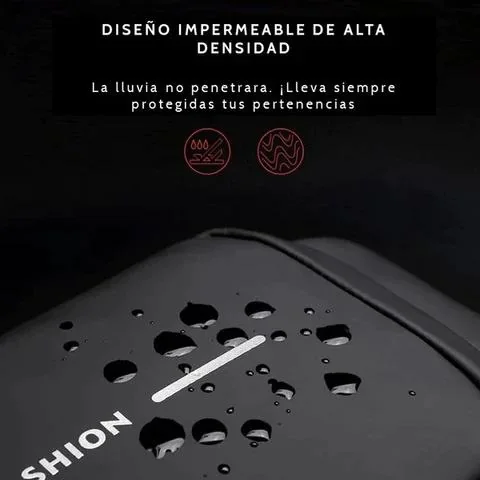 DISEÑO IMPERMEABLE DE ALTA
DENSIDAD
La lluvia no penetrara. ¡Lleva siempre
protegidas tus pertenencias
SHION